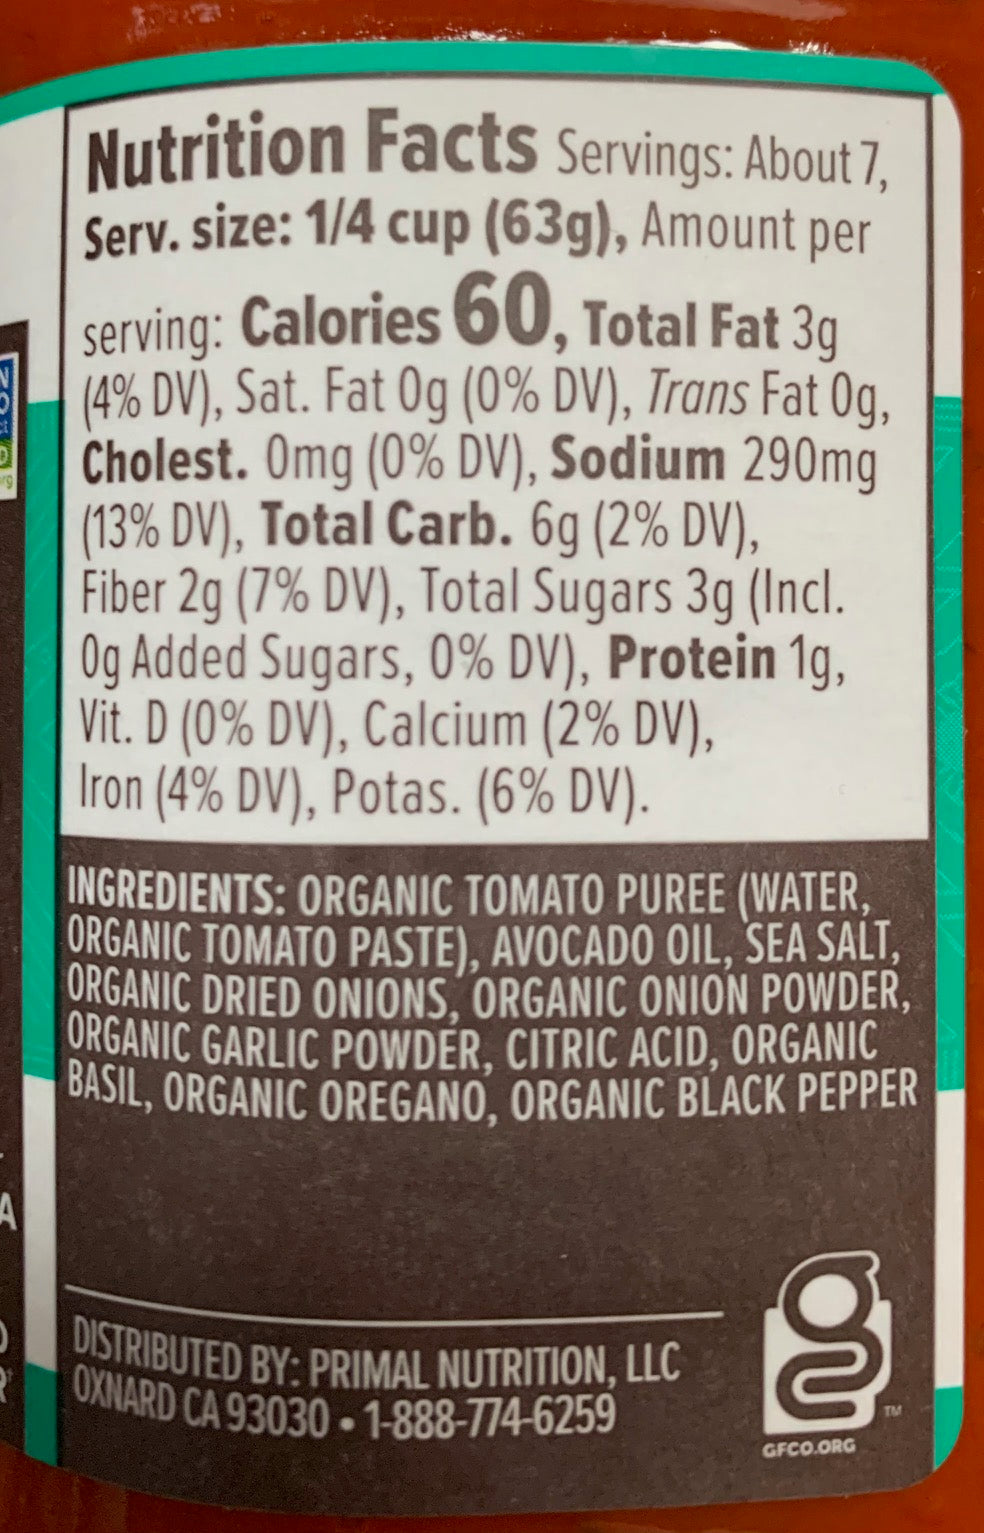 Nutrition Facts Servings: About 7,
Serv. size: 1/4 cup (63g), Amount per
serving: Calories 60, Total Fat 3g
(4% DV), Sat. Fat 0g (0% DV), Trans Fat 0g,
Cholest. 0mg (0% DV), Sodium 290mg
(13% DV), Total Carb. 6g (2% DV),
Fiber 2g (7% DV), Total Sugars 3g (Incl.
0g Added Sugars, 0% DV), Protein 1g,
Vit. D (0% DV), Calcium (2% DV),
Iron (4% DV), Potas. (6% DV).
INGREDIENTS: ORGANIC TOMATO PUREE (WATER,
ORGANIC TOMATO PASTE), AVOCADO OIL, SEA SALT,
ORGANIC DRIED ONIONS, ORGANIC ONION POWDER,
ORGANIC GARLIC POWDER, CITRIC ACID, ORGANIC
BASIL, ORGANIC OREGANO, ORGANIC BLACK PEPPER
DISTRIBUTED BY: PRIMAL NUTRITION, LLC
OXNARD CA 93030 • 1-888-774-6259
g
TM
GFCO.ORG